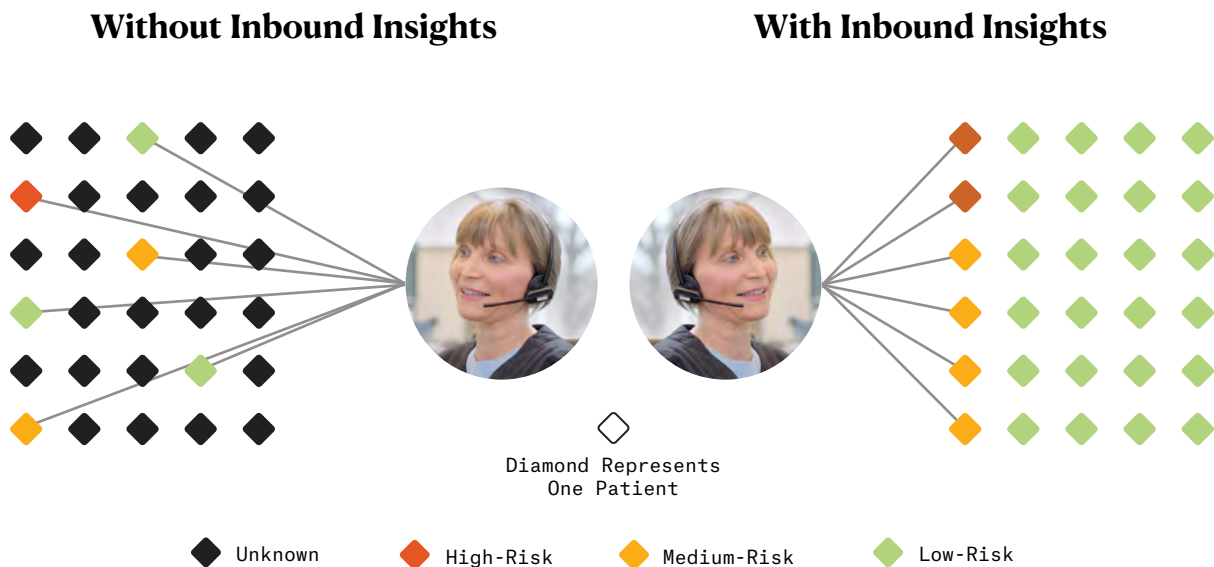 Without Inbound Insights
With Inbound Insights
Diamond Represents
One Patient
Unknown
High-Risk
Medium-Risk
Low-Risk